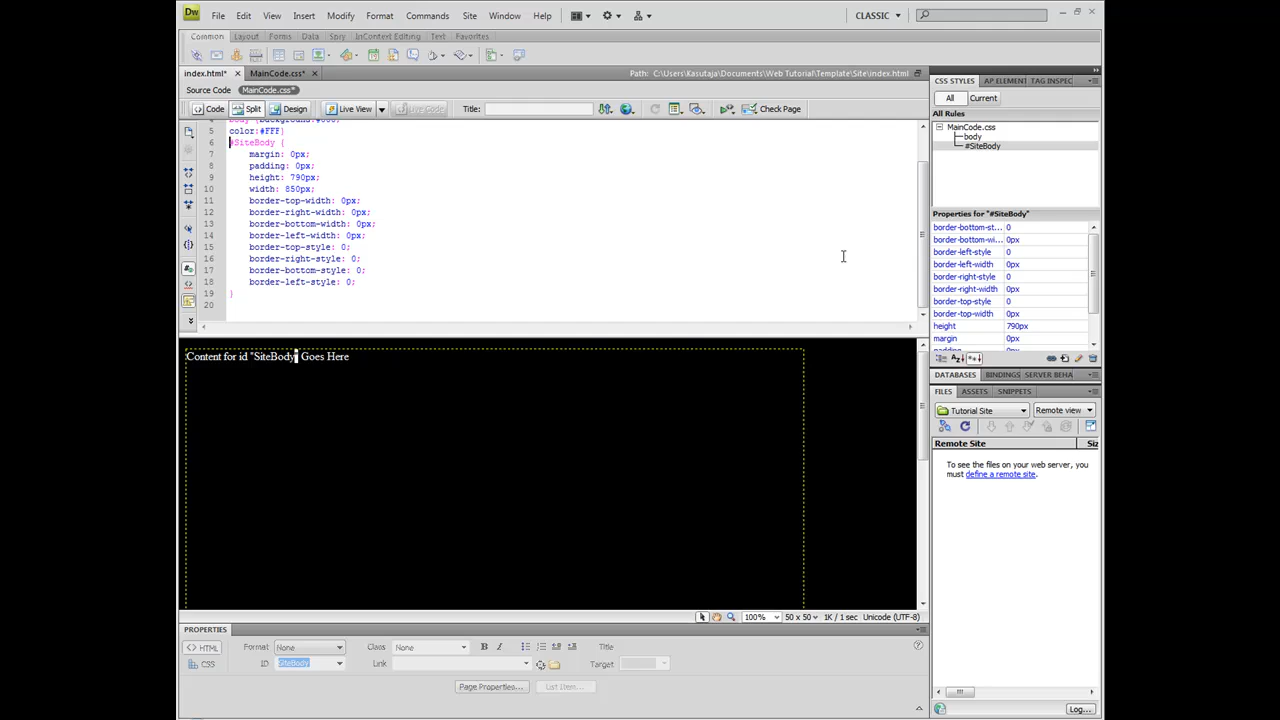 Dw File Edit View Insert Modify Format Commands Site Window Help CLASSIC
Common Layout Forms Data Spry InContext Editing Text Favorites
index.html* MainCode.css* Path: C:\Users\Kasutaja\Documents\Web Tutorial\Template\Site\index.html
Source Code MainCode.css*
Code Split Design Live View Live Code Title: Check Page
5 color:#FFF}
6 #SiteBody {
7 margin: 0px;
8 padding: 0px;
9 height: 790px;
10 width: 850px;
11 border-top-width: 0px;
12 border-right-width: 0px;
13 border-bottom-width: 0px;
14 border-left-width: 0px;
15 border-top-style: 0;
16 border-right-style: 0;
17 border-bottom-style: 0;
18 border-left-style: 0;
19 }
20
Content for id "SiteBody" Goes Here
100% 50 x 50 1K / 1 sec Unicode (UTF-8)
PROPERTIES
HTML Format None Class None B I Title
CSS ID SiteBody Link Target
Page Properties... List Item...
CSS STYLES AP ELEMENT TAG INSPEC
All Current
All Rules
MainCode.css
body
#SiteBody
Properties for "#SiteBody"
border-bottom-st... 0
border-bottom-wi... 0px
border-left-style 0
border-left-width 0px
border-right-style 0
border-right-width 0px
border-top-style 0
border-top-width 0px
height 790px
margin 0px
DATABASES BINDINGS SERVER BEHA
FILES ASSETS SNIPPETS
Tutorial Site Remote view
Remote Site Siz
To see the files on your web server, you
must define a remote site.
Log...